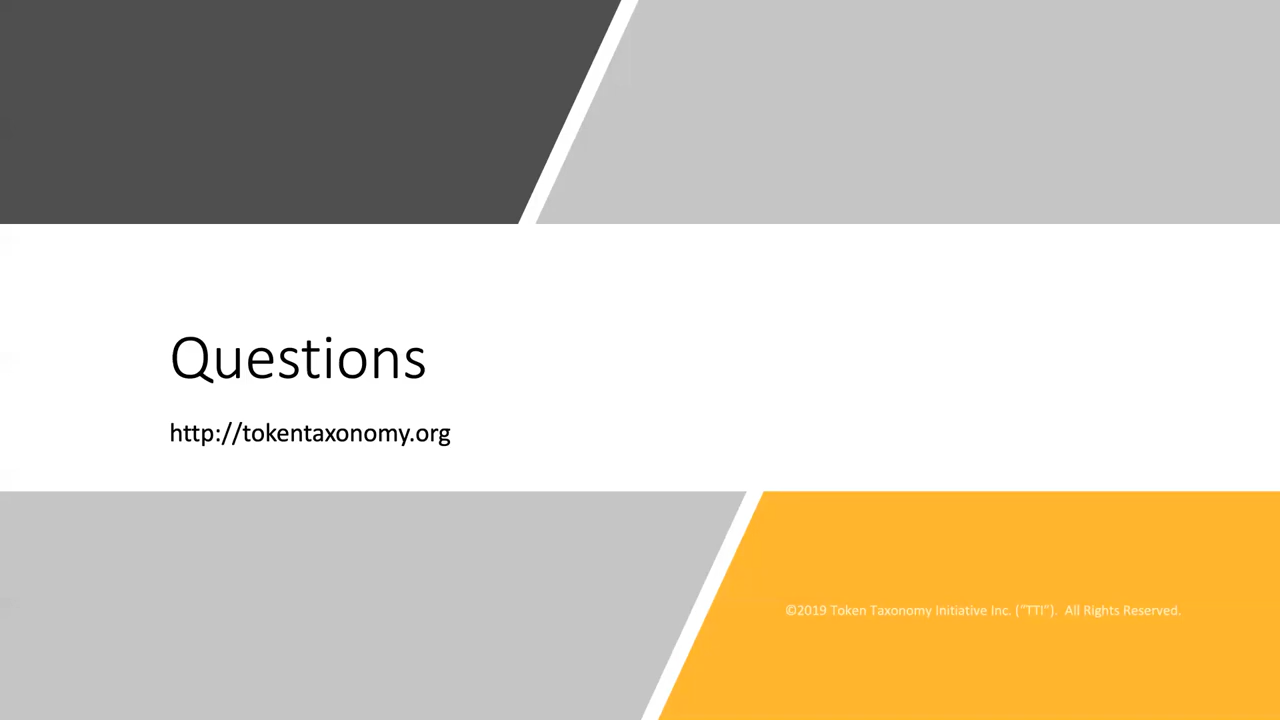 Questions
http://tokentaxonomy.org
©2019 Token Taxonomy Initiative Inc. (“TTI”).  All Rights Reserved.